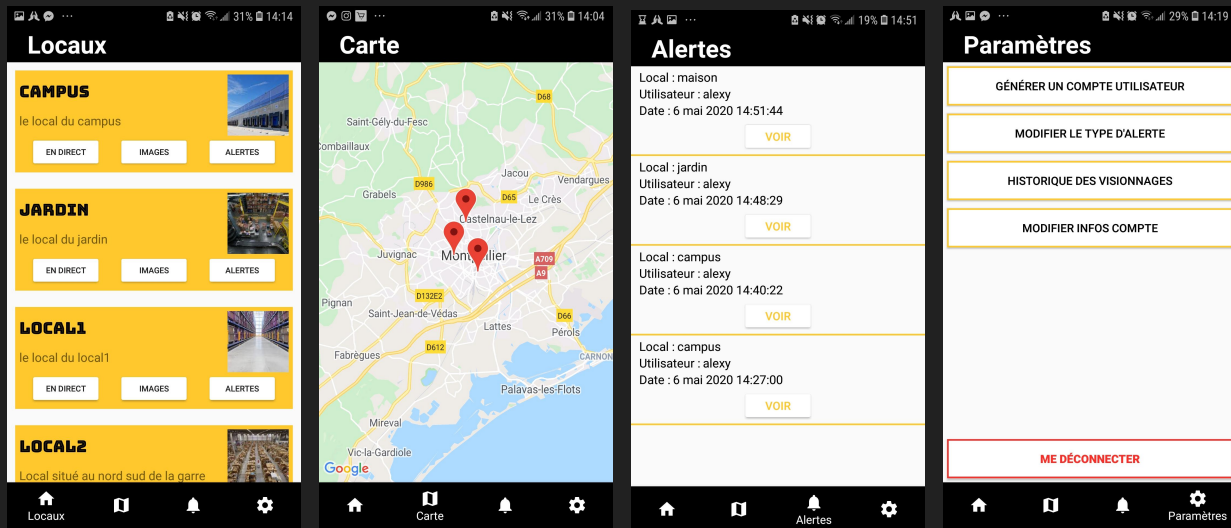 31% 14:14
Locaux
CAMPUS
le local du campus
EN DIRECT
IMAGES
ALERTES
JARDIN
le local du jardin
EN DIRECT
IMAGES
ALERTES
LOCAL1
le local du local1
EN DIRECT
IMAGES
ALERTES
LOCAL2
Local situé au nord sud de la garre
Locaux
31% 14:04
Carte
D68
Saint-Gély-du-Fesc
ombaillaux
Jacou
D986
Vendargues
Grabels
D65
Le Crès
Castelnau-le-Lez
Juvignac
Montpellier
A709
A9
D132E2
Pignan
Saint-Jean-de-Védas
D66
Lattes
Pérols
D612
Fabrègues
CARNON
Palavas-les-Flots
Mireval
Vic-la-Gardiole
Google
Carte
19% 14:51
Alertes
Local : maison
Utilisateur : alexy
Date : 6 mai 2020 14:51:44
VOIR
Local : jardin
Utilisateur : alexy
Date : 6 mai 2020 14:48:29
VOIR
Local : campus
Utilisateur : alexy
Date : 6 mai 2020 14:40:22
VOIR
Local : campus
Utilisateur : alexy
Date : 6 mai 2020 14:27:00
VOIR
Alertes
29% 14:19
Paramètres
GÉNÉRER UN COMPTE UTILISATEUR
MODIFIER LE TYPE D'ALERTE
HISTORIQUE DES VISIONNAGES
MODIFIER INFOS COMPTE
ME DÉCONNECTER
Paramètres